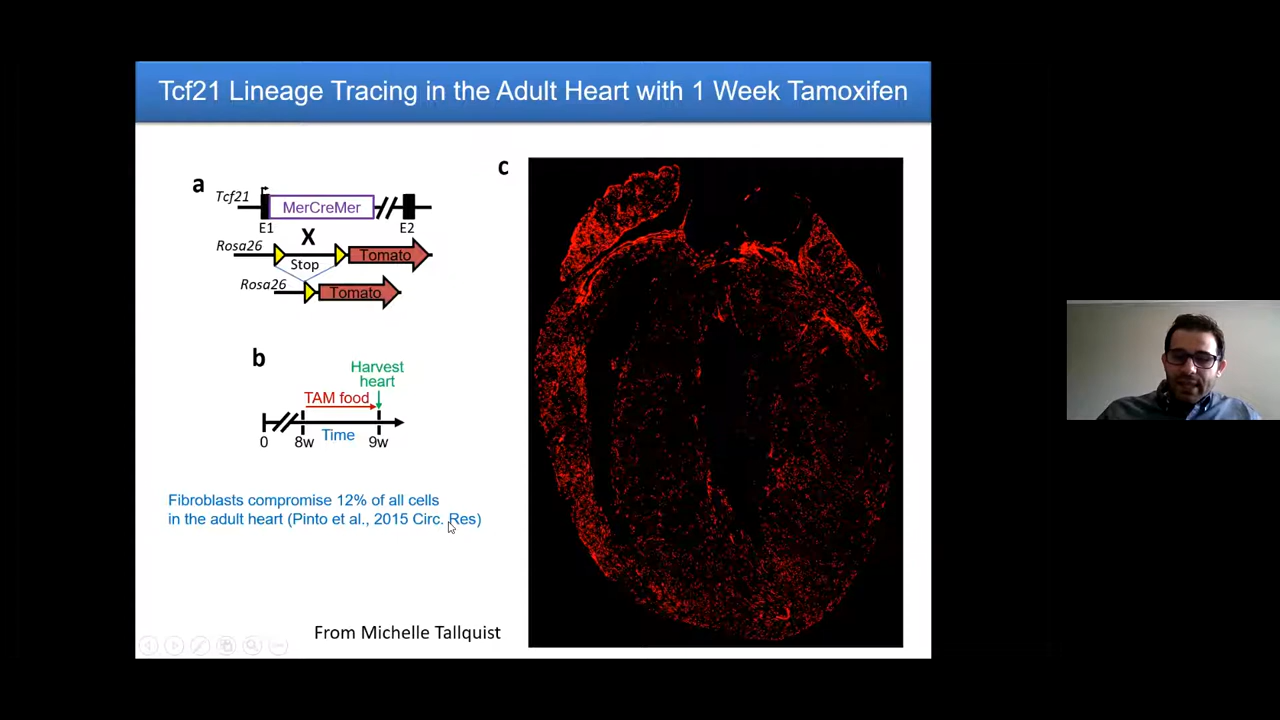 Tcf21 Lineage Tracing in the Adult Heart with 1 Week Tamoxifen
a
Tcf21
MerCreMer
E1
E2
X
Rosa26
Stop
Tomato
Rosa26
Tomato
b
Harvest
heart
TAM food
Time
0
8w
9w
Fibroblasts compromise 12% of all cells
in the adult heart (Pinto et al., 2015 Circ. Res)
From Michelle Tallquist
c